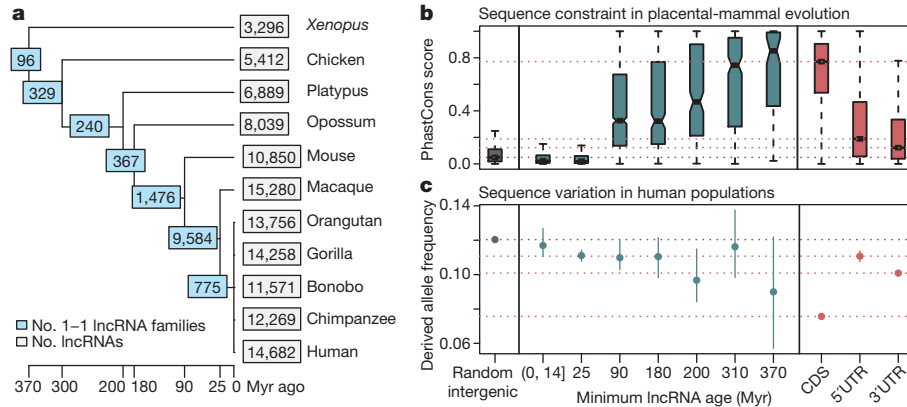 a
Xenopus
3,296
96
Chicken
5,412
329
Platypus
6,889
240
Opossum
8,039
367
Mouse
10,850
1,476
Macaque
15,280
9,584
Orangutan
13,756
Gorilla
14,258
775
Bonobo
11,571
Chimpanzee
12,269
Human
14,682
No. 1–1 lncRNA families
No. lncRNAs
370 300 200 180 90 25 0 Myr ago
b Sequence constraint in placental-mammal evolution
PhastCons score
0.8
0.4
0.0
c Sequence variation in human populations
Derived allele frequency
0.14
0.10
0.06
Random intergenic
(0, 14] 25 90 180 200 310 370
Minimum lncRNA age (Myr)
CDS
5′UTR
3′UTR